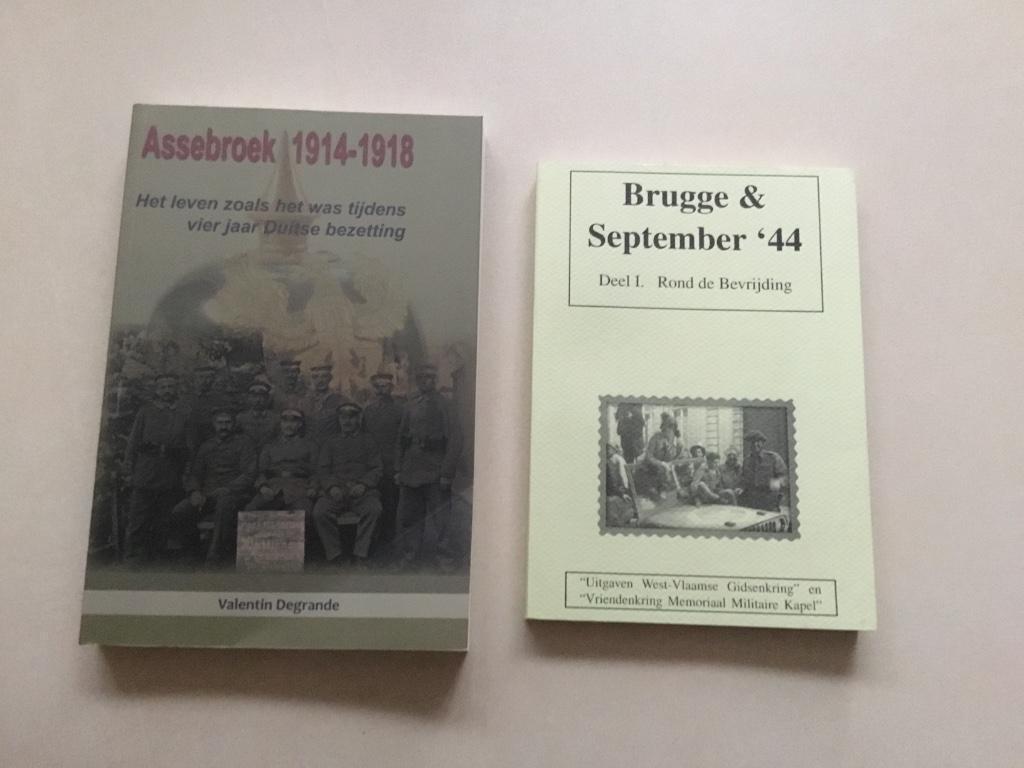 Assebroek 1914-1918
Het leven zoals het was tijdens
vier jaar Duitse bezetting
Valentin Degrande
Brugge &
September ‘44
Deel I. Rond de Bevrijding
“Uitgaven West-Vlaamse Gidsenkring” en
“Vriendenkring Memoriaal Militaire Kapel”